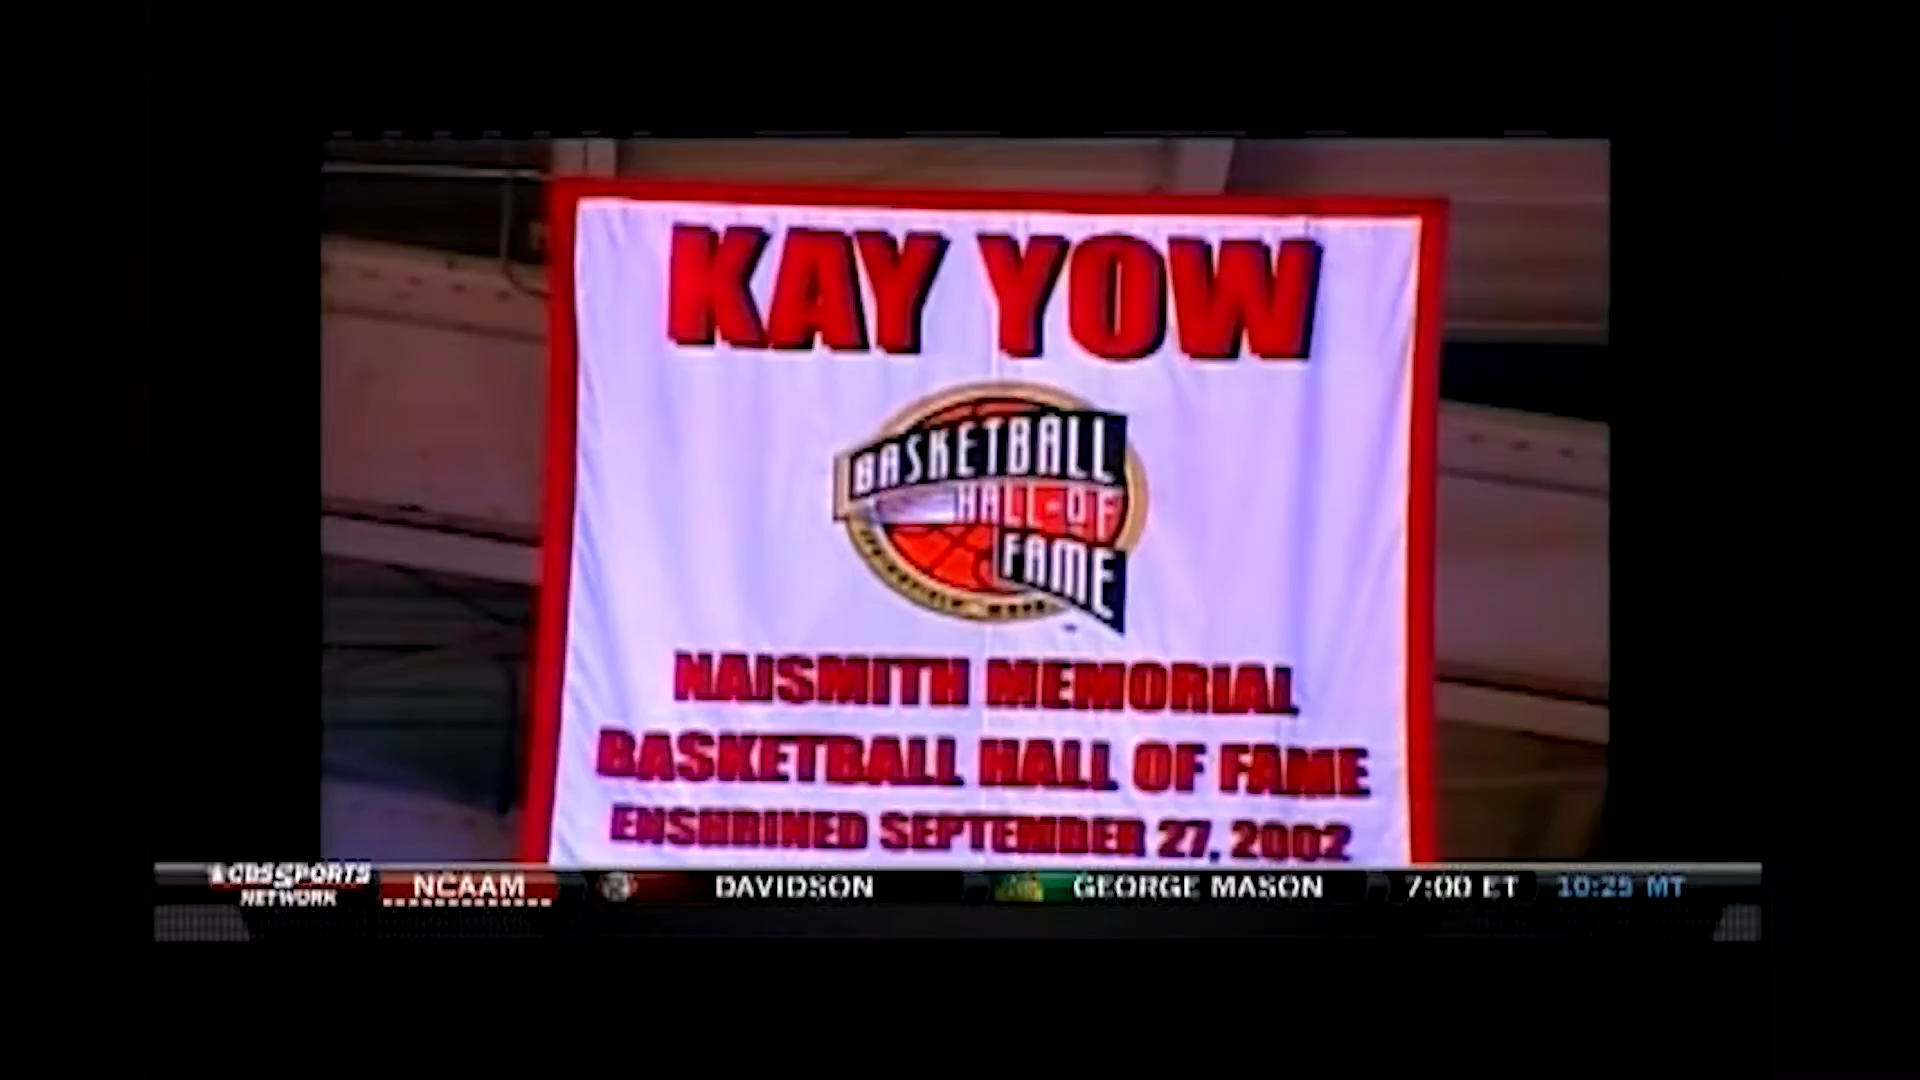 KAY YOW
BASKETBALL
HALL-OF
FAME
NAISMITH MEMORIAL
BASKETBALL HALL OF FAME
ENSHRINED SEPTEMBER 27, 2002
CBS SPORTS
NETWORK
NCAAM
DAVIDSON
GEORGE MASON
7:00 ET
10:25 MT